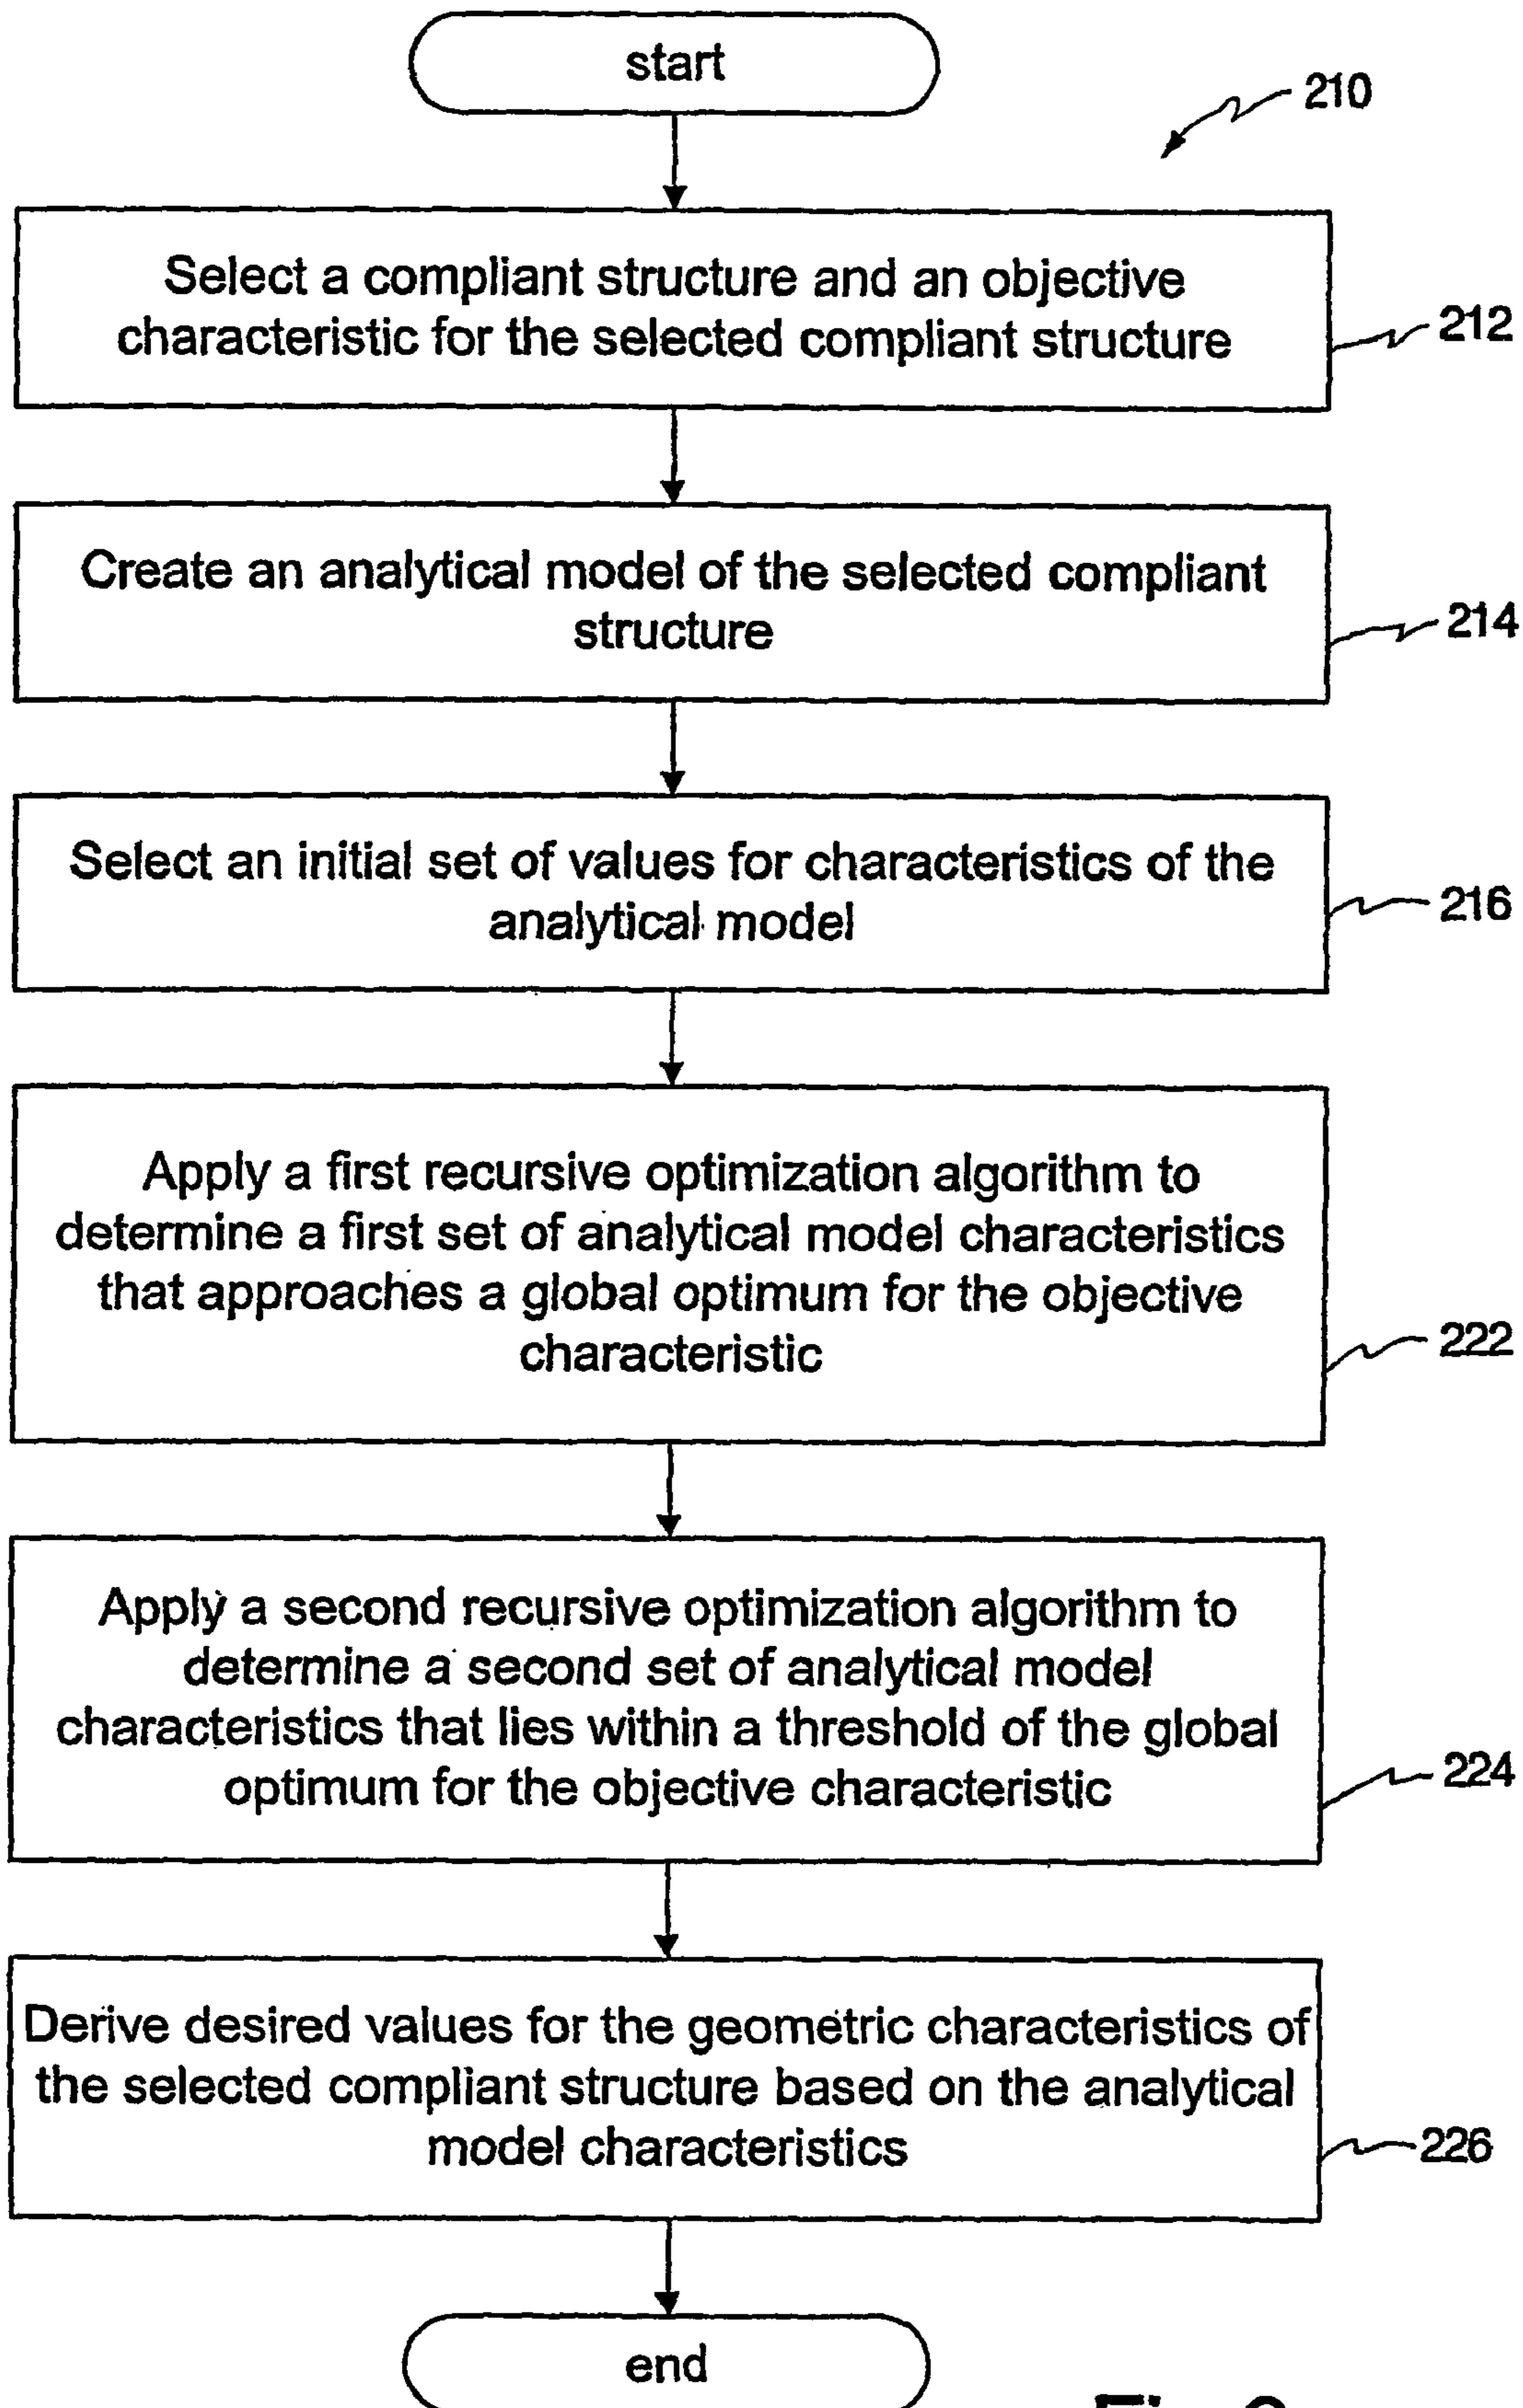 start
210
Select a compliant structure and an objective
characteristic for the selected compliant structure
212
Create an analytical model of the selected compliant
structure
214
Select an initial set of values for characteristics of the
analytical model
216
Apply a first recursive optimization algorithm to
determine a first set of analytical model characteristics
that approaches a global optimum for the objective
characteristic
222
Apply a second recursive optimization algorithm to
determine a second set of analytical model
characteristics that lies within a threshold of the global
optimum for the objective characteristic
224
Derive desired values for the geometric characteristics of
the selected compliant structure based on the analytical
model characteristics
226
end